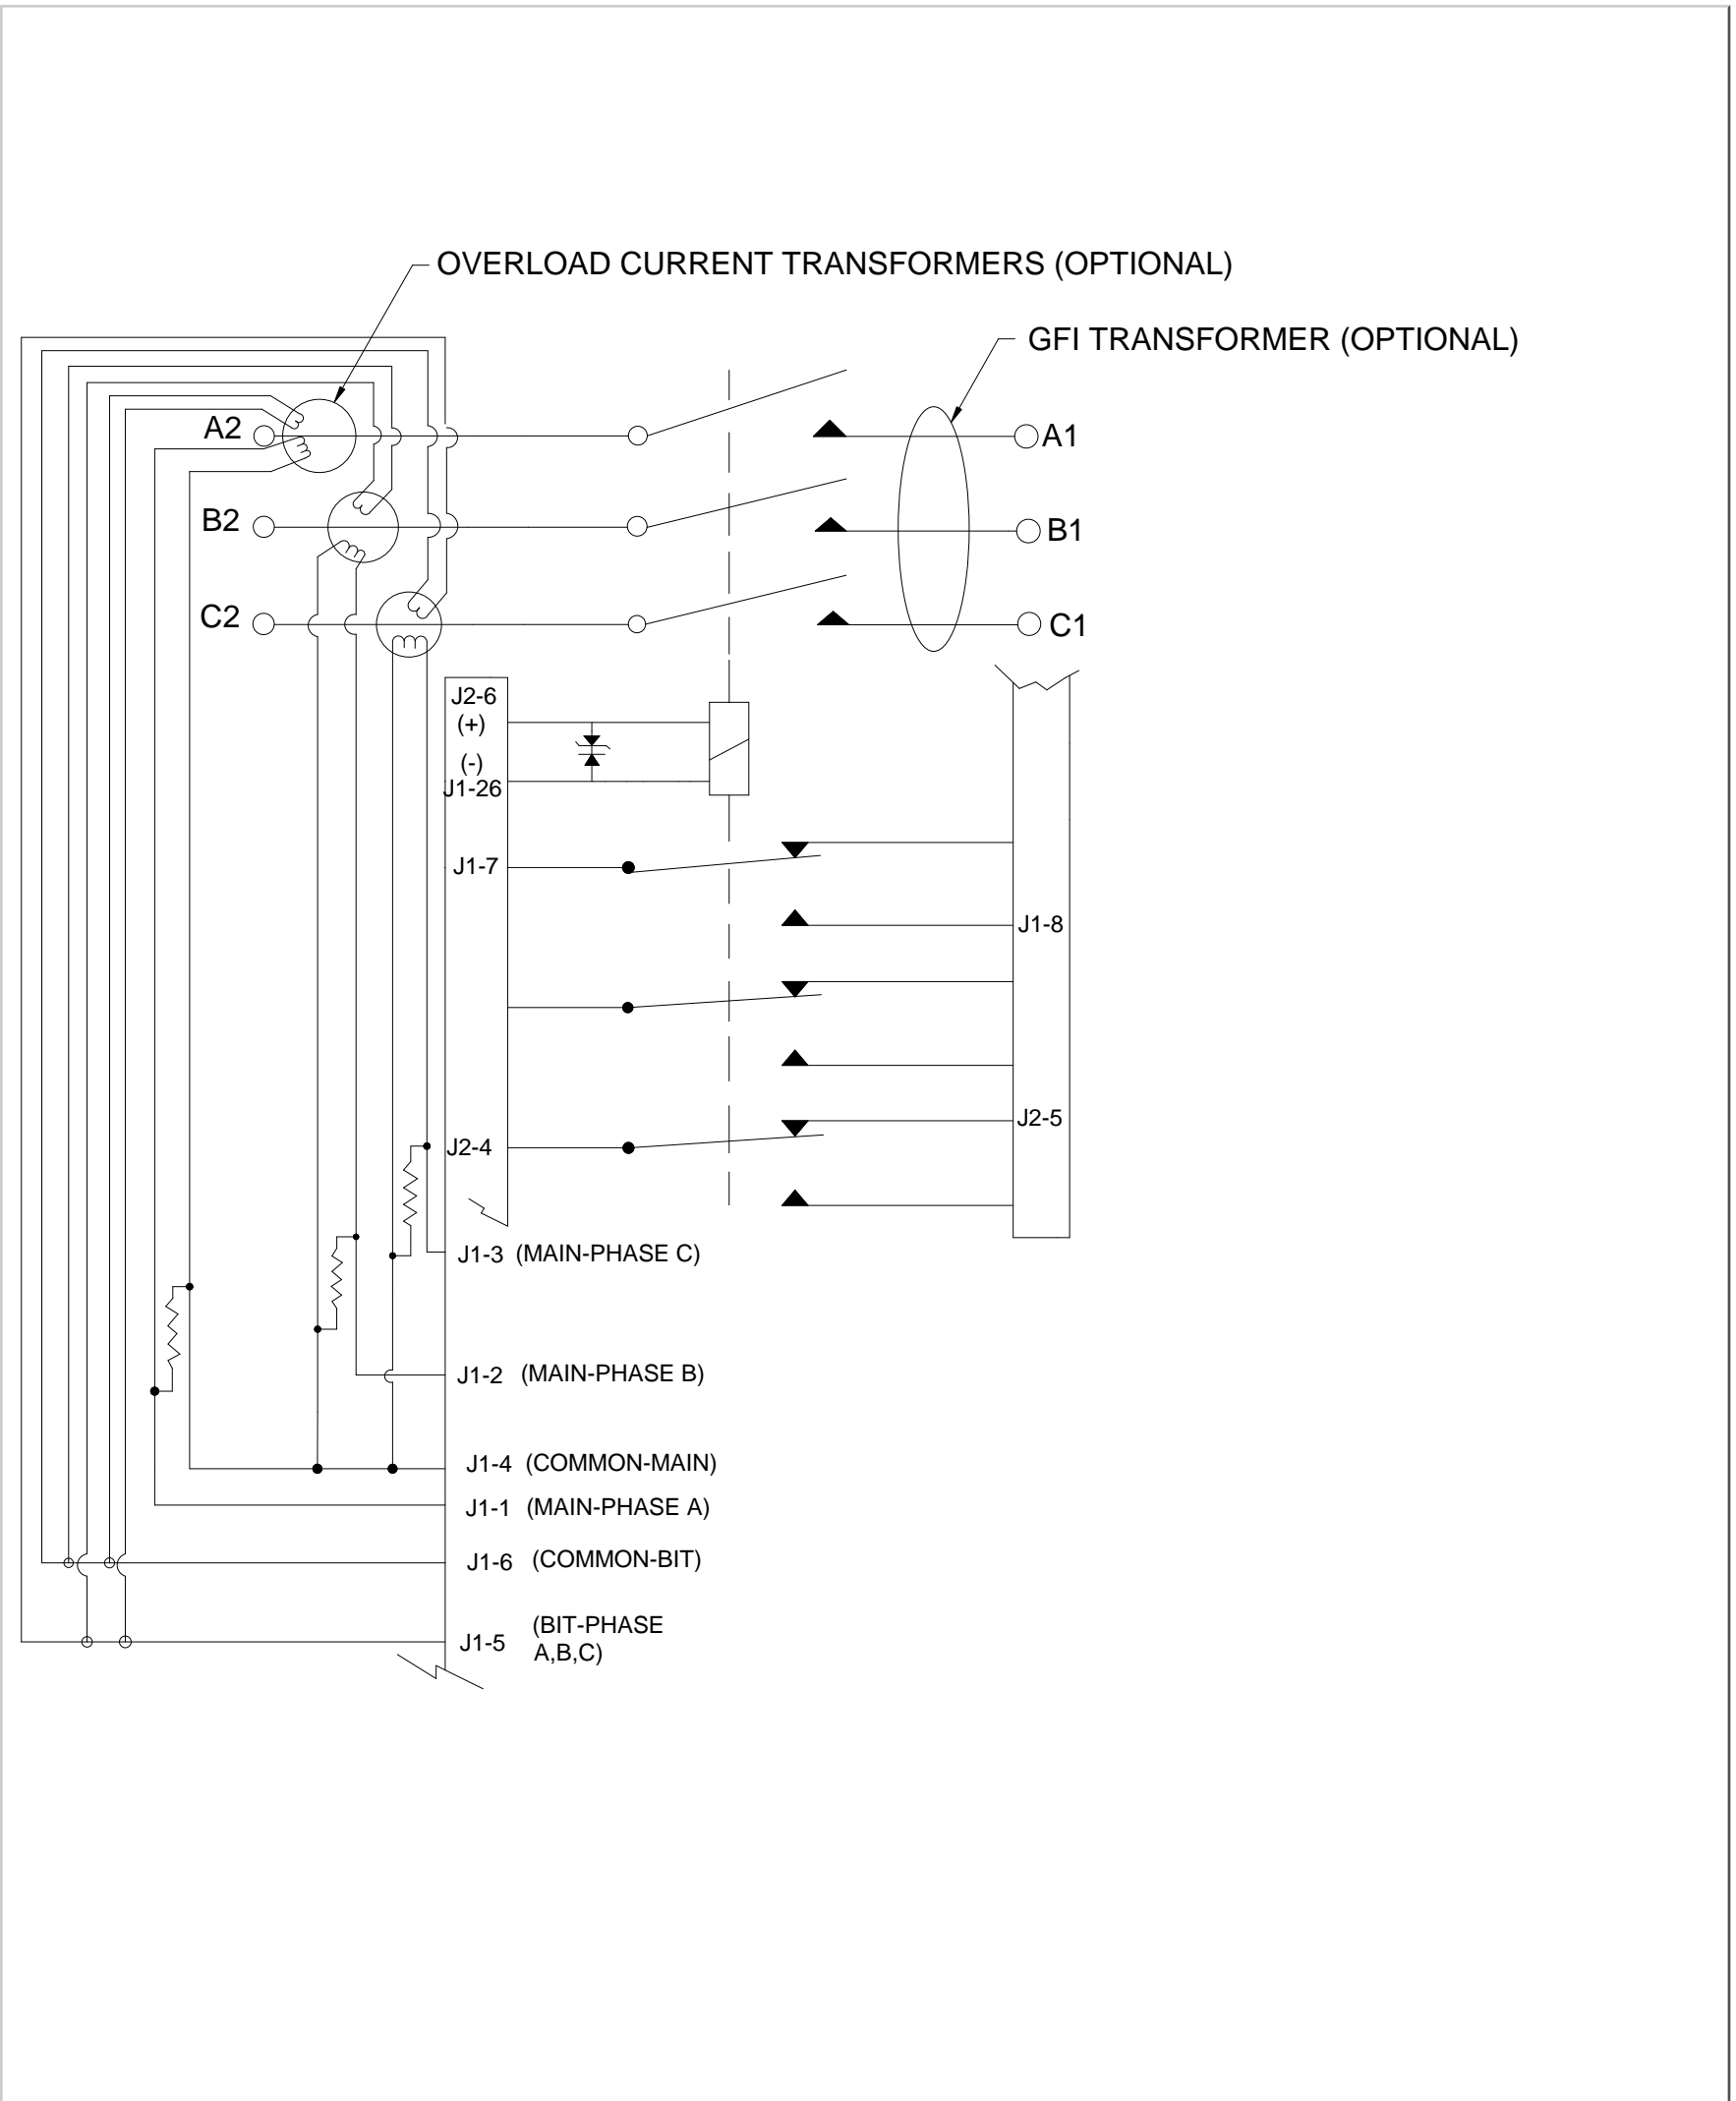 OVERLOAD CURRENT TRANSFORMERS (OPTIONAL)
GFI TRANSFORMER (OPTIONAL)
A2
A1
B2
B1
C2
C1
J2-6
(+)
(-)
J1-26
J1-7
J1-8
J2-5
J2-4
J1-3 (MAIN-PHASE C)
J1-2 (MAIN-PHASE B)
J1-4 (COMMON-MAIN)
J1-1 (MAIN-PHASE A)
J1-6 (COMMON-BIT)
J1-5 (BIT-PHASE
A,B,C)